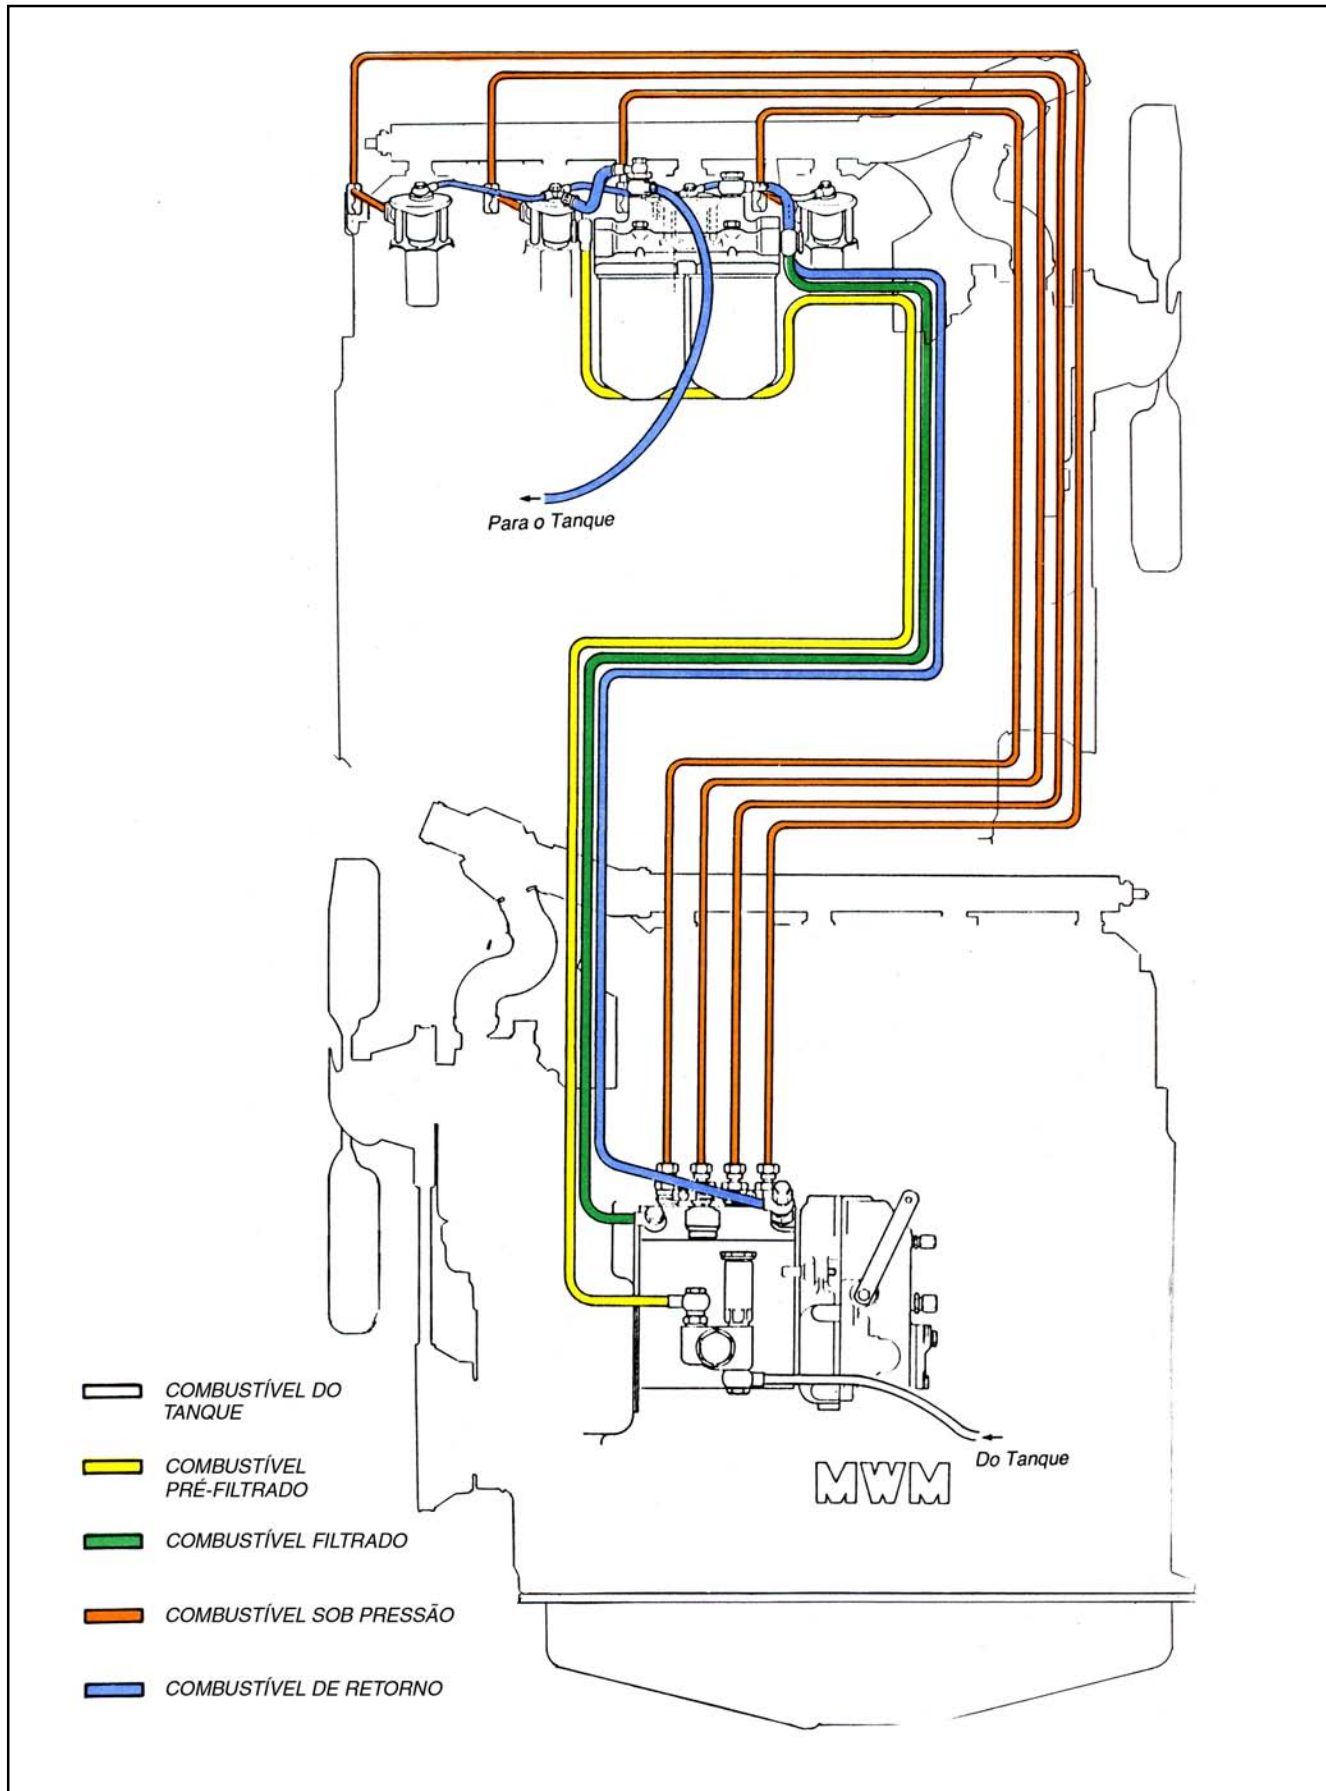 Para o Tanque
COMBUSTÍVEL DO
TANQUE
COMBUSTÍVEL
PRÉ-FILTRADO
COMBUSTÍVEL FILTRADO
COMBUSTÍVEL SOB PRESSÃO
COMBUSTÍVEL DE RETORNO
Do Tanque
MWM